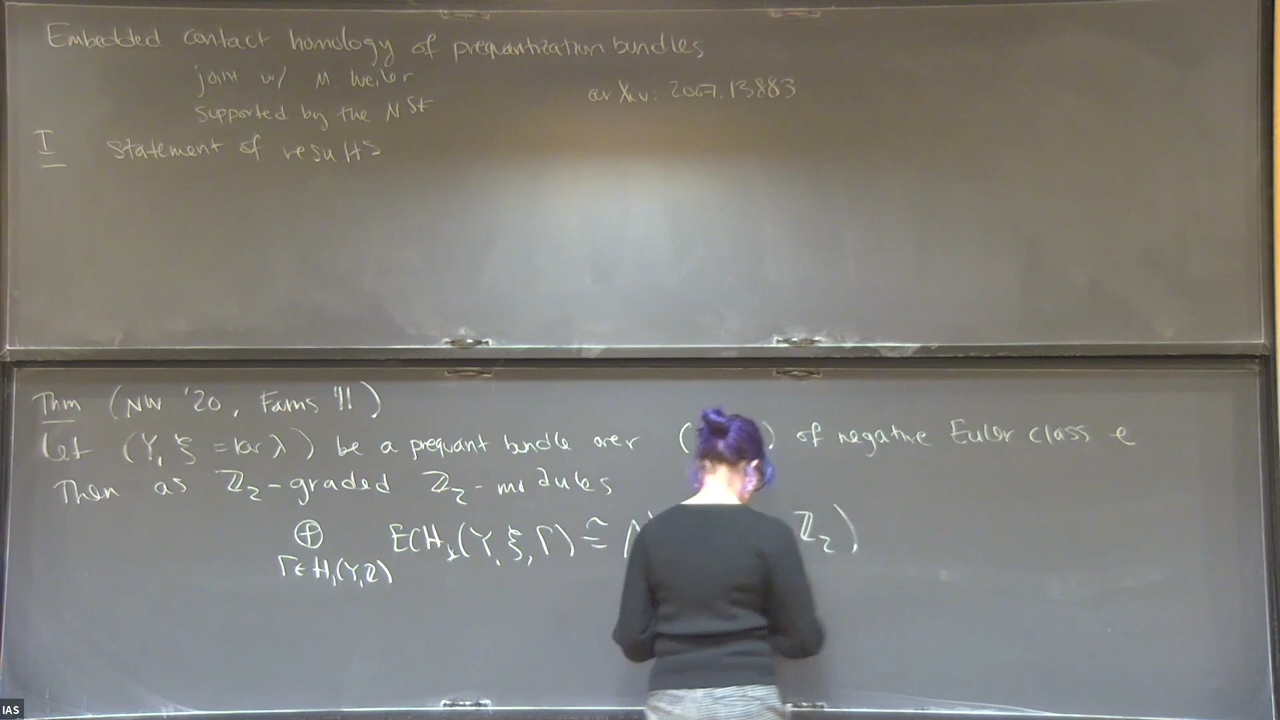 Embedded contact homology of prequantization bundles
joint w/ M. Weiler
arXiv: 2007.13883
supported by the NSF
I statement of results
Thm (NW '20, Farris '11)
Let (Y, ξ = ker λ) be a prequant bundle over ( ) of negative Euler class e
Then as ℤ₂-graded ℤ₂-modules
⊕ ECH_*(Y, ξ, Γ) ≅ ℤ₂)
Γ∈H₁(Y,ℤ)
IAS